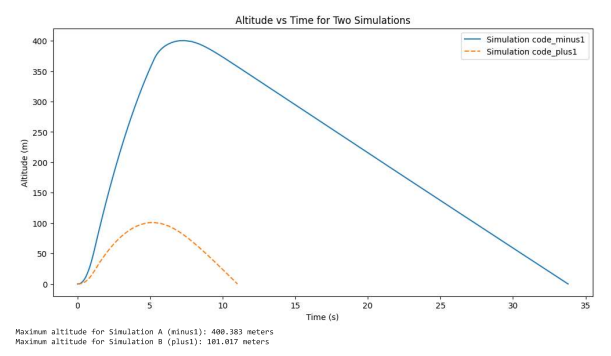 Altitude vs Time for Two Simulations
Simulation code_minus1
Simulation code_plus1
400
350
300
250
200
150
100
50
0
Altitude (m)
0 5 10 15 20 25 30 35
Time (s)
Maximum altitude for Simulation A (minus1): 400.383 meters
Maximum altitude for Simulation B (plus1): 101.017 meters